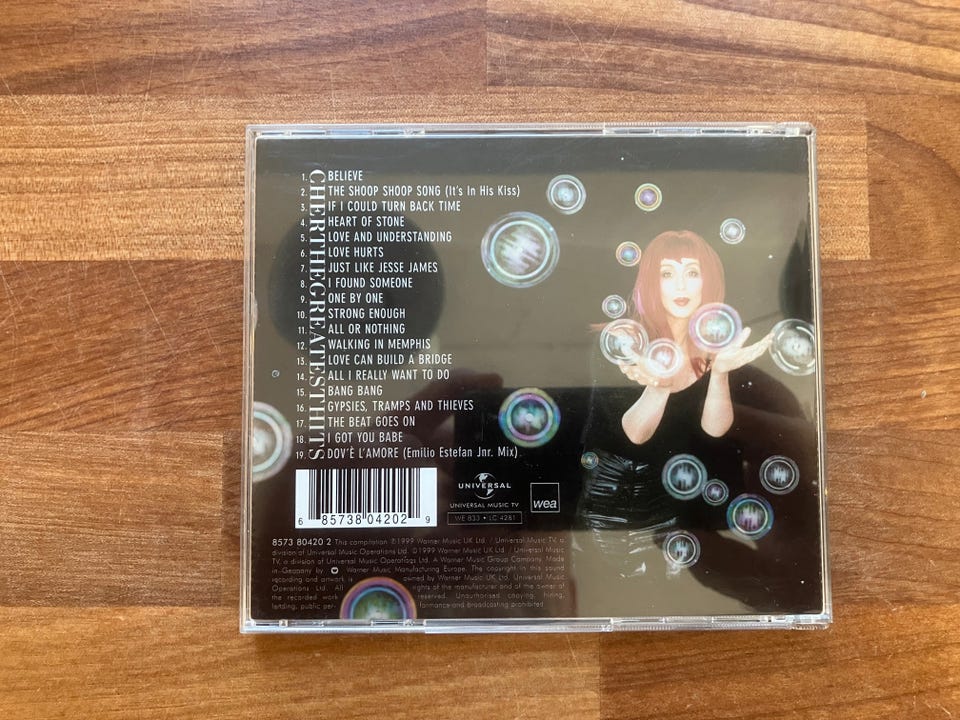 CHER:THEGREATESTHITS
1. BELIEVE
2. THE SHOOP SHOOP SONG (It's In His Kiss)
3. IF I COULD TURN BACK TIME
4. HEART OF STONE
5. LOVE AND UNDERSTANDING
6. LOVE HURTS
7. JUST LIKE JESSE JAMES
8. I FOUND SOMEONE
9. ONE BY ONE
10. STRONG ENOUGH
11. ALL OR NOTHING
12. WALKING IN MEMPHIS
13. LOVE CAN BUILD A BRIDGE
14. ALL I REALLY WANT TO DO
15. BANG BANG
16. GYPSIES, TRAMPS AND THIEVES
17. THE BEAT GOES ON
18. I GOT YOU BABE
19. DOV'È L'AMORE (Emilio Estefan Jnr. Mix)
6 85738 04202 9
UNIVERSAL
UNIVERSAL MUSIC TV
WE 833 • LC 4281
wea
8573 80420 2 This compilation ℗1999 Warner Music UK Ltd. / Universal Music TV, a
division of Universal Music Operations Ltd. ©1999 Warner Music UK Ltd. / Universal Music
TV, a division of Universal Music Operations Ltd. A Warner Music Group Company. Made
in Germany by Warner Music Manufacturing Europe. The copyright in this sound
recording and artwork is owned by Warner Music UK Ltd. Universal Music
Operations Ltd. All rights of the manufacturer and of the owner of
the recorded work reserved. Unauthorised copying, hiring,
lending, public per- formance and broadcasting prohibited